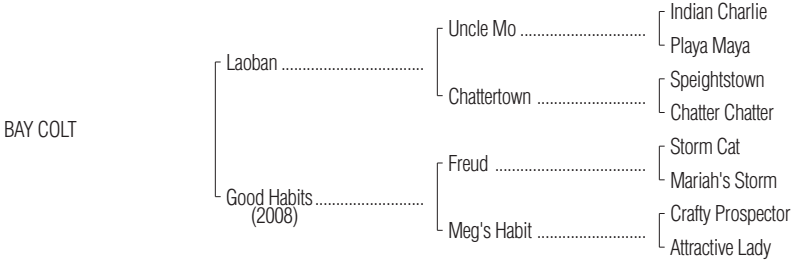 Indian Charlie
Uncle Mo ..............................
Playa Maya
Laoban ..................................
Speightstown
Chattertown ..........................
Chatter Chatter
BAY COLT
Storm Cat
Freud ....................................
Mariah's Storm
Good Habits..........................
(2008)
Crafty Prospector
Meg's Habit ..........................
Attractive Lady